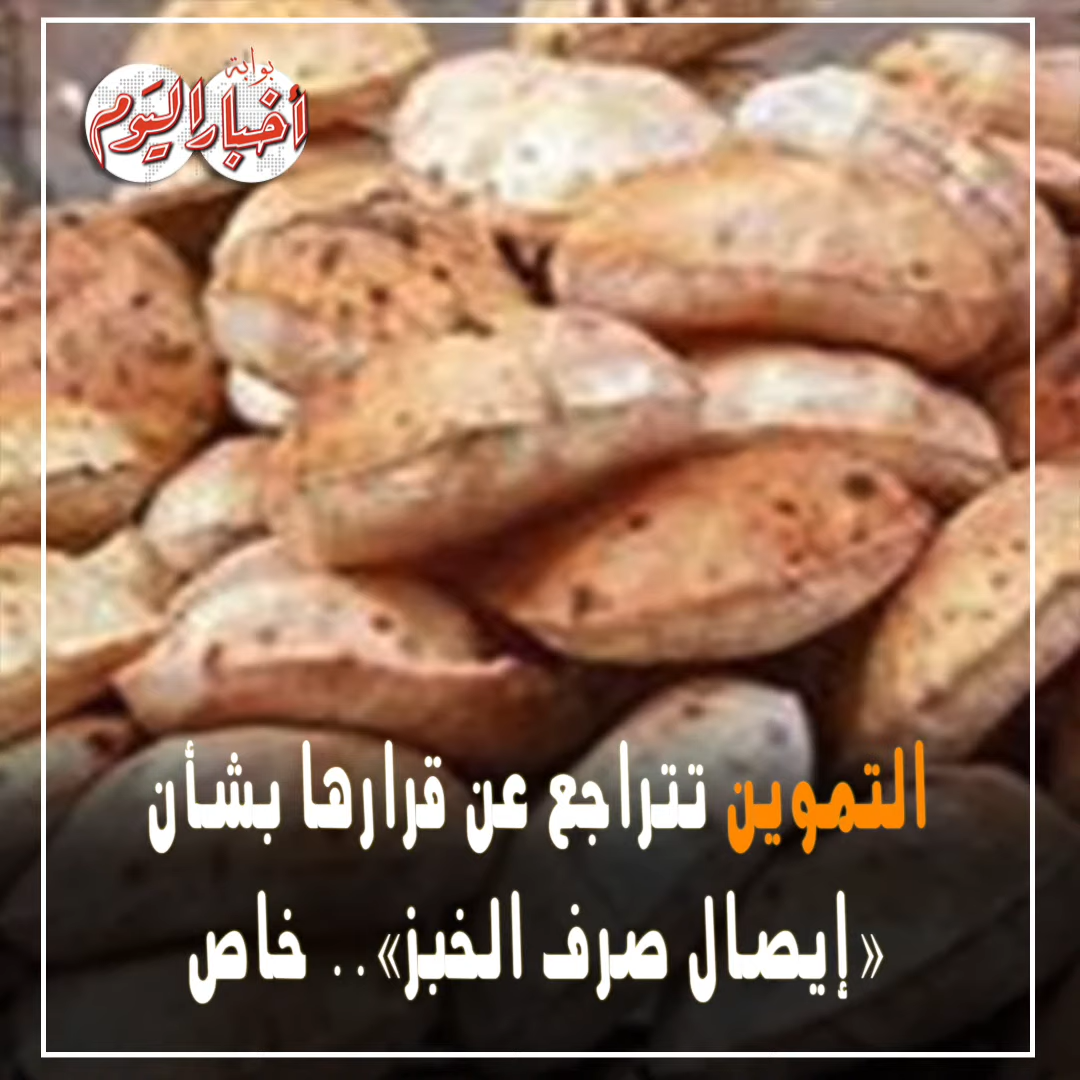 بوابة
أخبار اليوم
التموين تتراجع عن قرارها بشأن
«إيصال صرف الخبز».. خاص